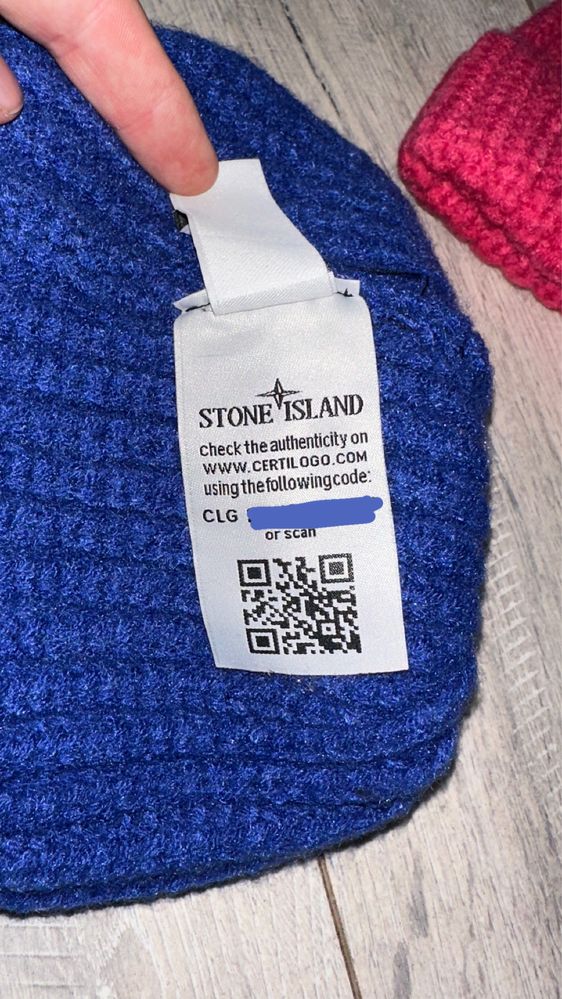 STONE ISLAND
Check the authenticity on
WWW.CERTILOGO.COM
using the following code:
CLG
or scan